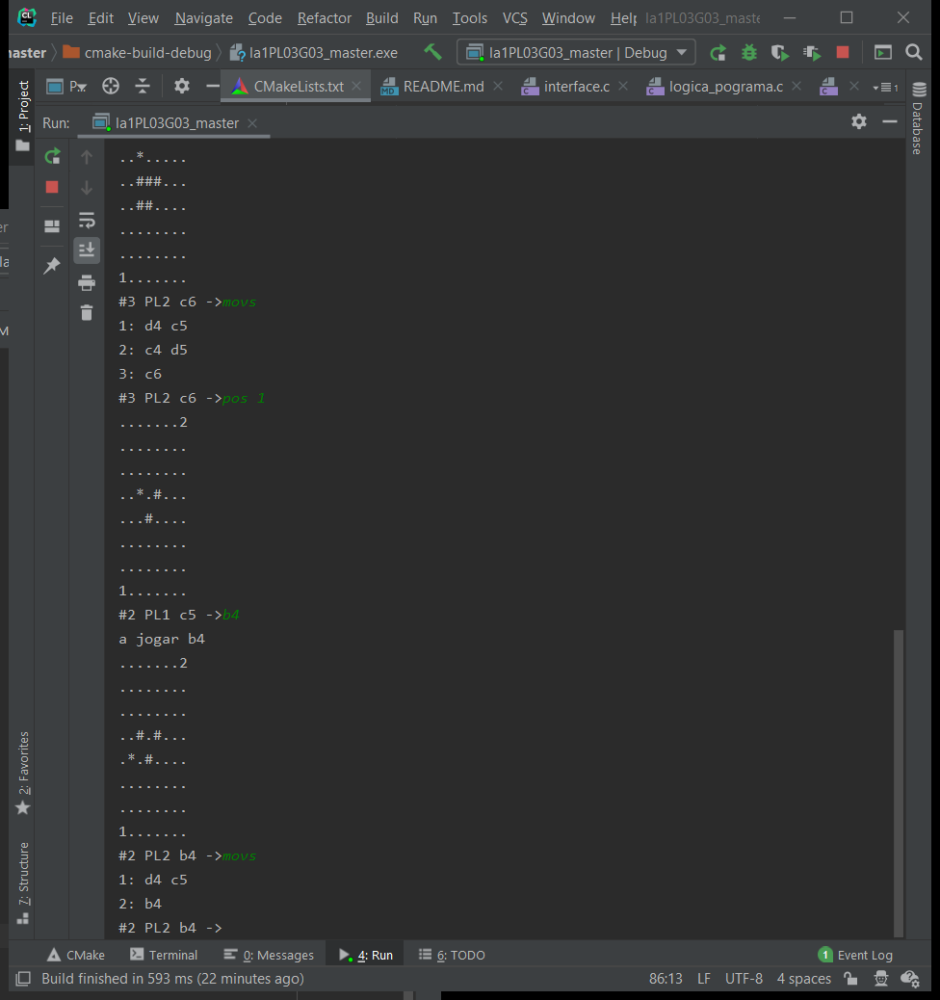 File Edit View Navigate Code Refactor Build Run Tools VCS Window Help la1PL03G03_maste
naster cmake-build-debug la1PL03G03_master.exe la1PL03G03_master | Debug
1: Project
CMakeLists.txt README.md interface.c logica_pograma.c 1
Database
Run: la1PL03G03_master
..*.....
..###...
..##....
........
........
1.......
#3 PL2 c6 ->movs
1: d4 c5
2: c4 d5
3: c6
#3 PL2 c6 ->pos 1
.......2
........
........
..*.#...
...#....
........
........
1.......
#2 PL1 c5 ->b4
a jogar b4
.......2
........
........
..#.#...
.*.#....
........
........
1.......
#2 PL2 b4 ->movs
1: d4 c5
2: b4
#2 PL2 b4 ->
2: Favorites
7: Structure
CMake Terminal 0: Messages 4: Run 6: TODO 1 Event Log
Build finished in 593 ms (22 minutes ago) 86:13 LF UTF-8 4 spaces